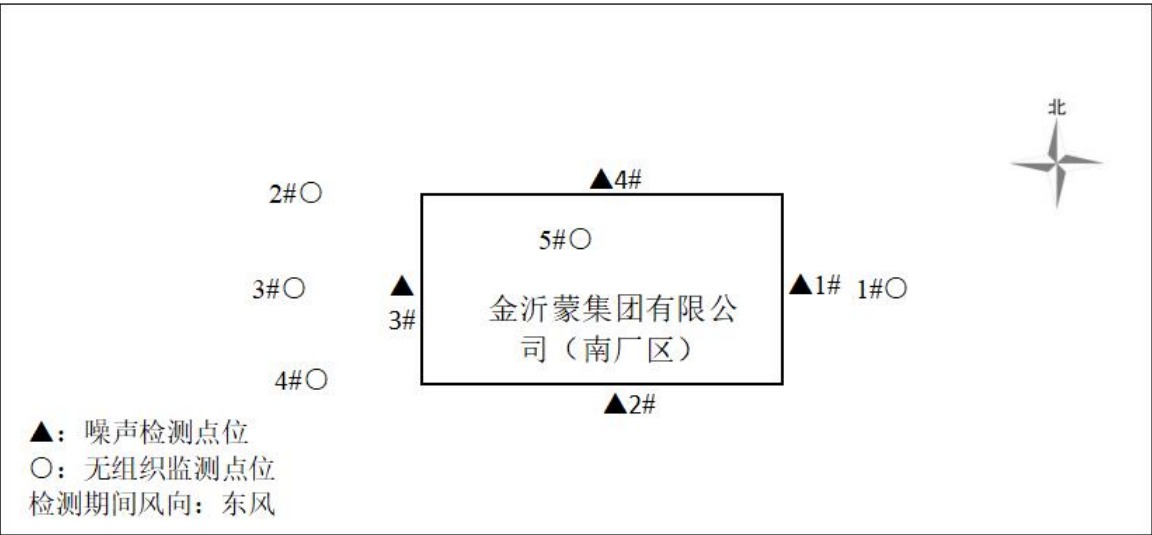 北
▲4#
2#○
5#○
3#○
▲
3#
▲1#
1#○
金沂蒙集团有限公
司（南厂区）
4#○
▲2#
▲：噪声检测点位
○：无组织监测点位
检测期间风向：东风